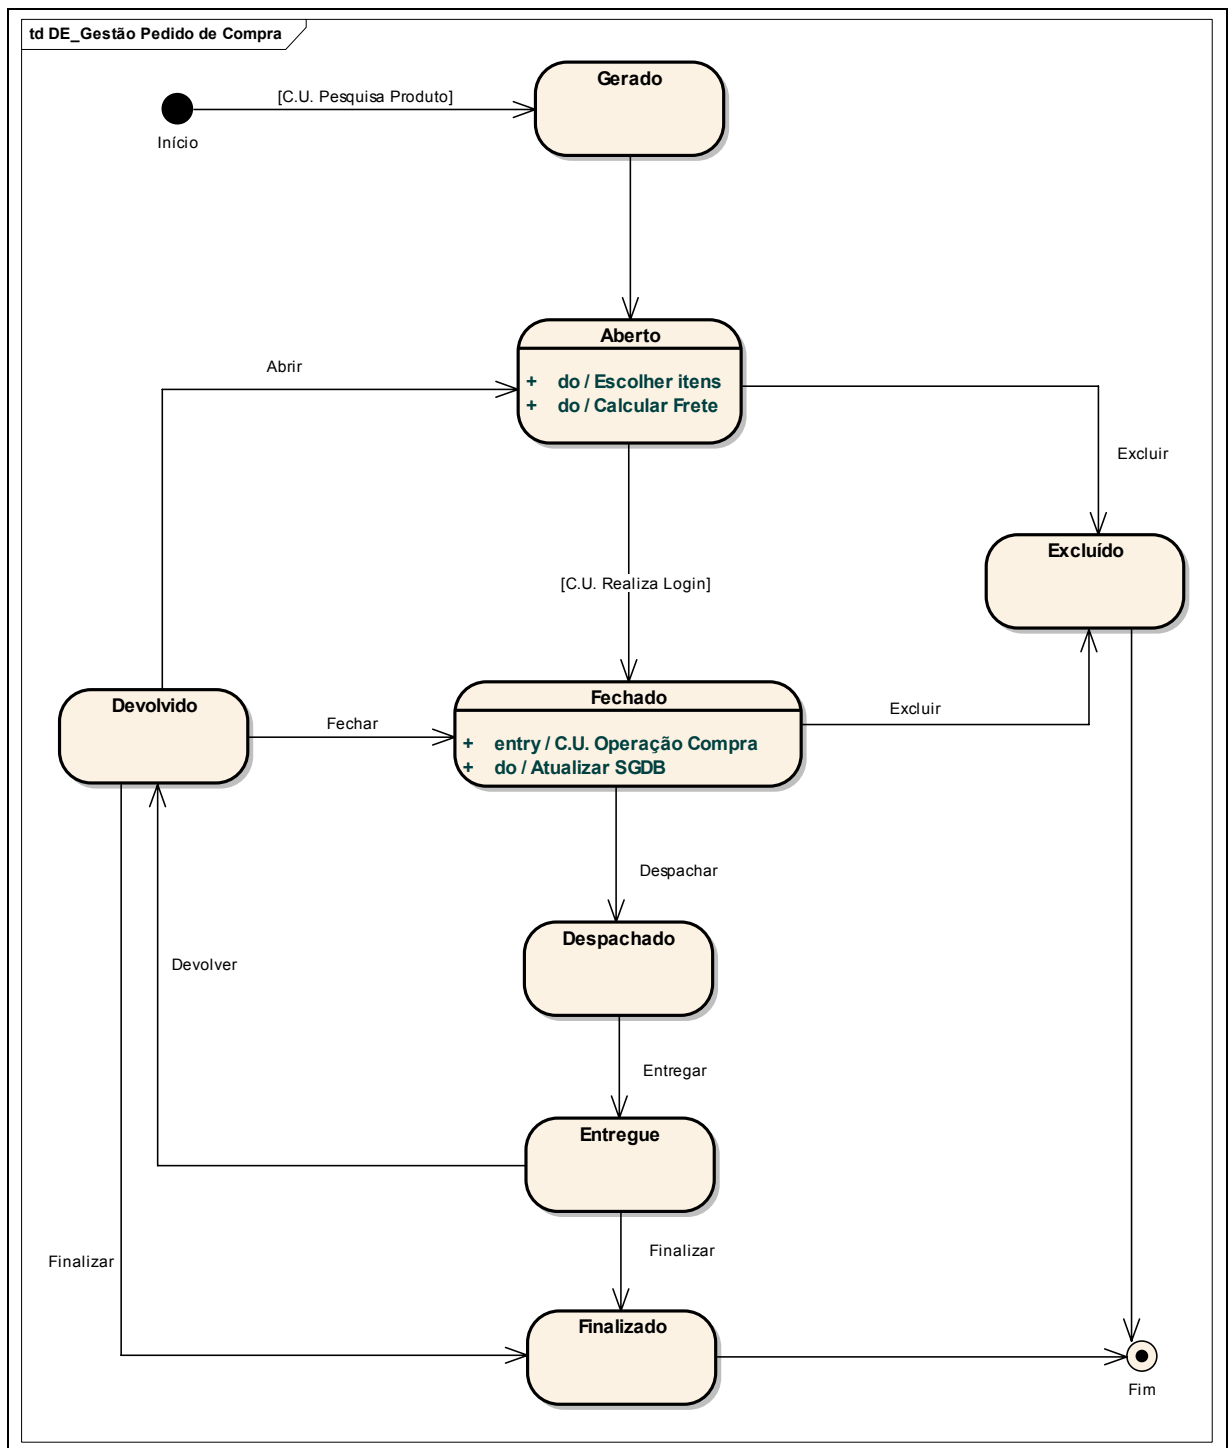 td DE_Gestão Pedido de Compra
Gerado
[C.U. Pesquisa Produto]
Início
Aberto
+ do / Escolher itens
+ do / Calcular Frete
Abrir
Excluir
Excluído
[C.U. Realiza Login]
Devolvido
Fechar
Fechado
+ entry / C.U. Operação Compra
+ do / Atualizar SGDB
Excluir
Despachar
Despachado
Devolver
Entregar
Entregue
Finalizar
Finalizar
Finalizado
Fim